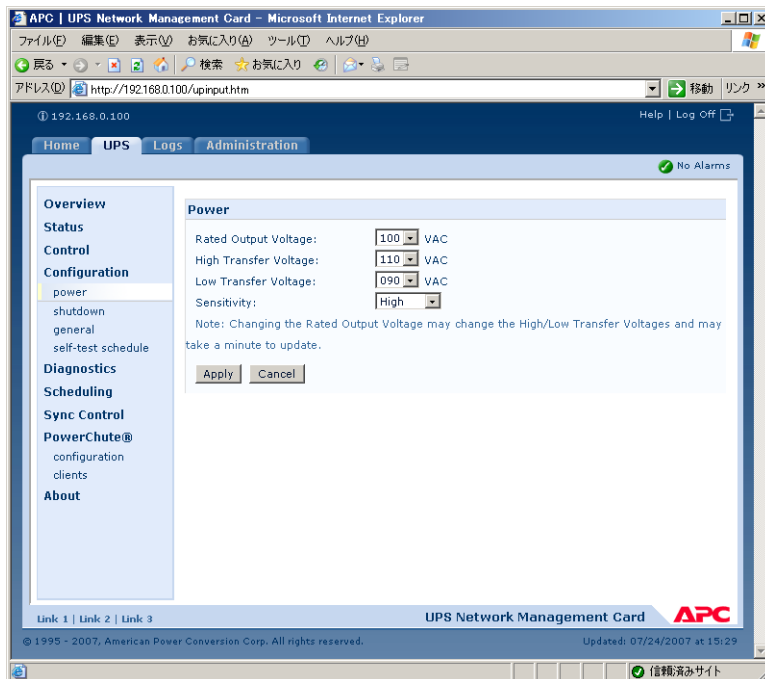 APC | UPS Network Management Card - Microsoft Internet Explorer
ファイル(F) 編集(E) 表示(V) お気に入り(A) ツール(T) ヘルプ(H)
戻る 検索 お気に入り
アドレス(D) http://192.168.0.100/upinput.htm 移動 リンク »
192.168.0.100 Help | Log Off
Home UPS Logs Administration
No Alarms
Overview
Status
Control
Configuration
power
shutdown
general
self-test schedule
Diagnostics
Scheduling
Sync Control
PowerChute®
configuration
clients
About
Power
Rated Output Voltage: 100 VAC
High Transfer Voltage: 110 VAC
Low Transfer Voltage: 090 VAC
Sensitivity: High
Note: Changing the Rated Output Voltage may change the High/Low Transfer Voltages and may
take a minute to update.
Apply Cancel
Link 1 | Link 2 | Link 3 UPS Network Management Card APC
© 1995 - 2007, American Power Conversion Corp. All rights reserved. Updated: 07/24/2007 at 15:29
信頼済みサイト